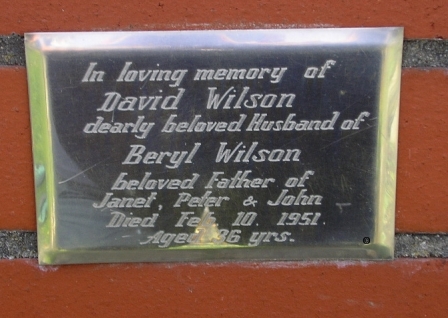 In loving memory of
David Wilson
dearly beloved Husband of
Beryl Wilson
beloved Father of
Janet, Peter & John
Died Feb. 10. 1951.
Aged yrs.